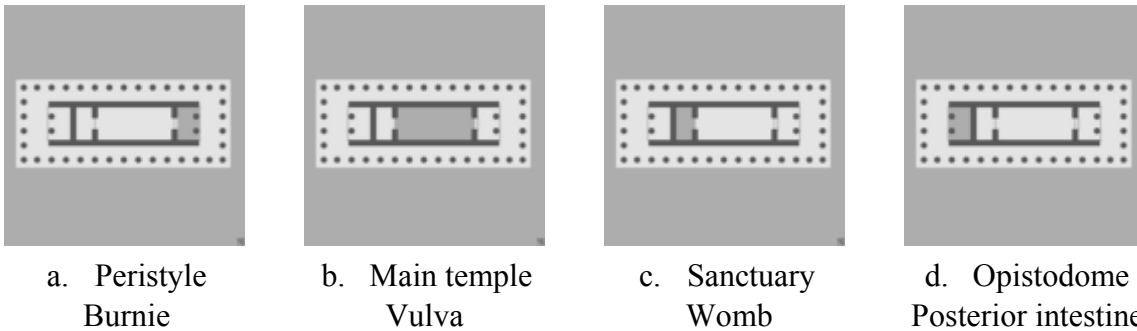 a. Peristyle
Burnie
b. Main temple
Vulva
c. Sanctuary
Womb
d. Opistodome
Posterior intestine